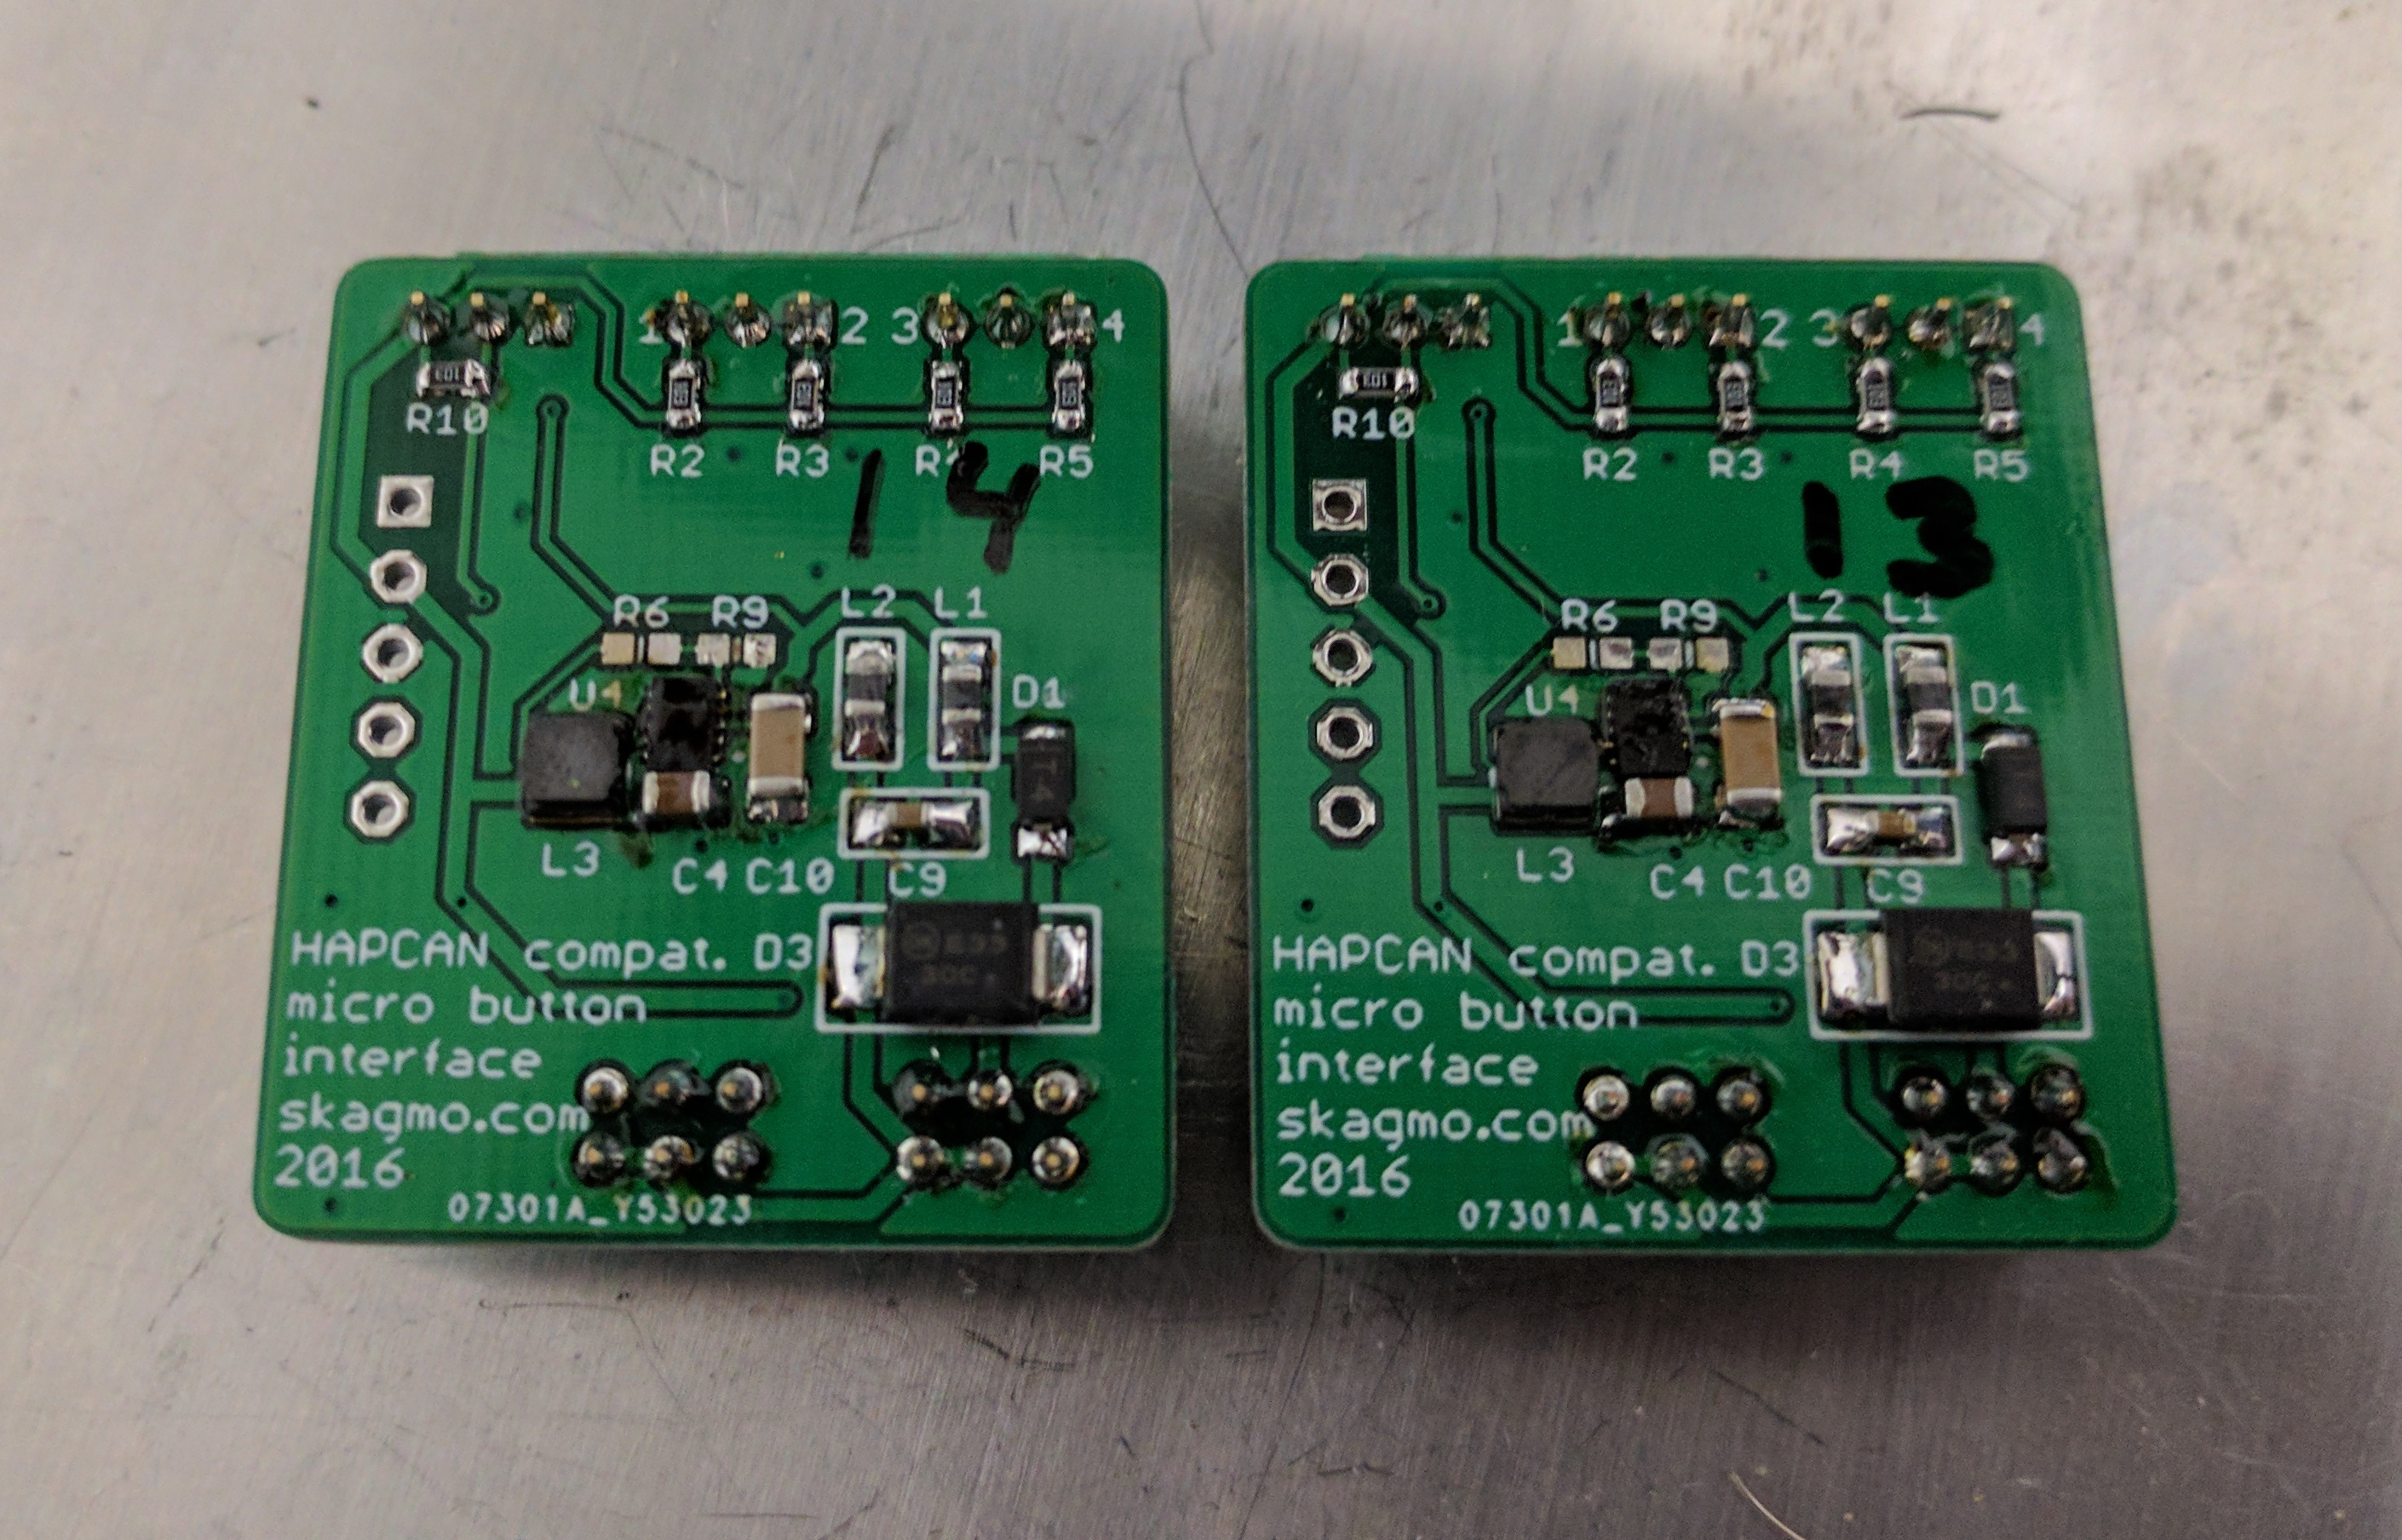 1 2 3 4
R10
R2 R3 R5
14
R6 R9 L2 L1
U4 D1
L3 C4 C10 C9
HAPCAN compat. D3
micro button
interface
skagmo.com
2016
07301A_Y53023
1 2 3 4
103
R10
R2 R3 R4 R5
13
R6 R9 L2 L1
U4 D1
L3 C4 C10 C9
HAPCAN compat. D3
micro button
interface
skagmo.com
2016
07301A_Y53023